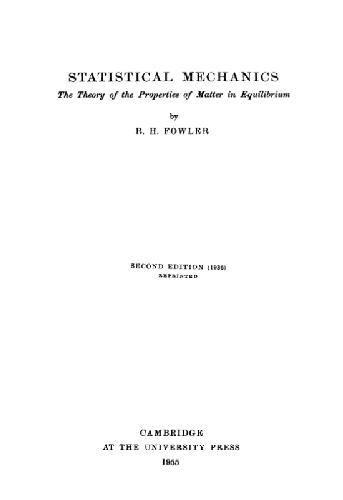 STATISTICAL MECHANICS
The Theory of the Properties of Matter in Equilibrium
by
R. H. FOWLER
SECOND EDITION (1936)
REPRINTED
CAMBRIDGE
AT THE UNIVERSITY PRESS
1955